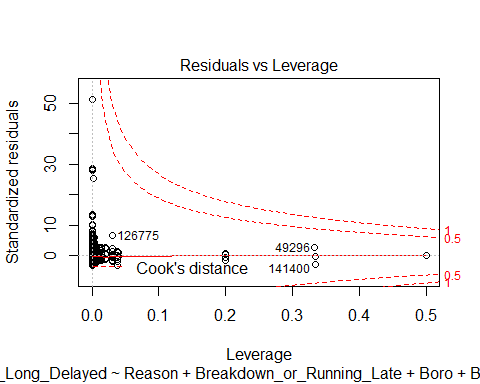 Residuals vs Leverage
Standardized residuals
50
30
10
0
1
0.5
0.5
1
126775
49296
141400
Cook's distance
0.0 0.1 0.2 0.3 0.4 0.5
Leverage
_Long_Delayed ~ Reason + Breakdown_or_Running_Late + Boro + B